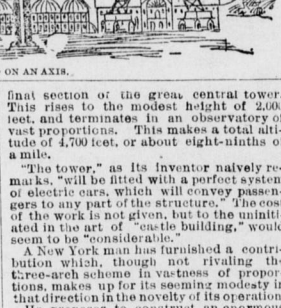 ON AN AXIS.
final section of the great central tower.
This rises to the modest height of 2,000
feet, and terminates in an observatory of
vast proportions. This makes a total alti-
tude of 4,700 feet, or about eight-ninths of
a mile.
"The tower," as its inventor naively re-
marks, "will be fitted with a perfect system
of electric cars, which will convey passen-
gers to any part of the structure." The cos
of the work is not given, but to the uniniti
ated in the art of "castle building," would
seem to be "considerable."
A New York man has furnished a contri-
bution which, though not rivaling th
three-arch scheme in vastness of propor
tions, makes up for its seeming modesty i
that direction in the novelty of its operation